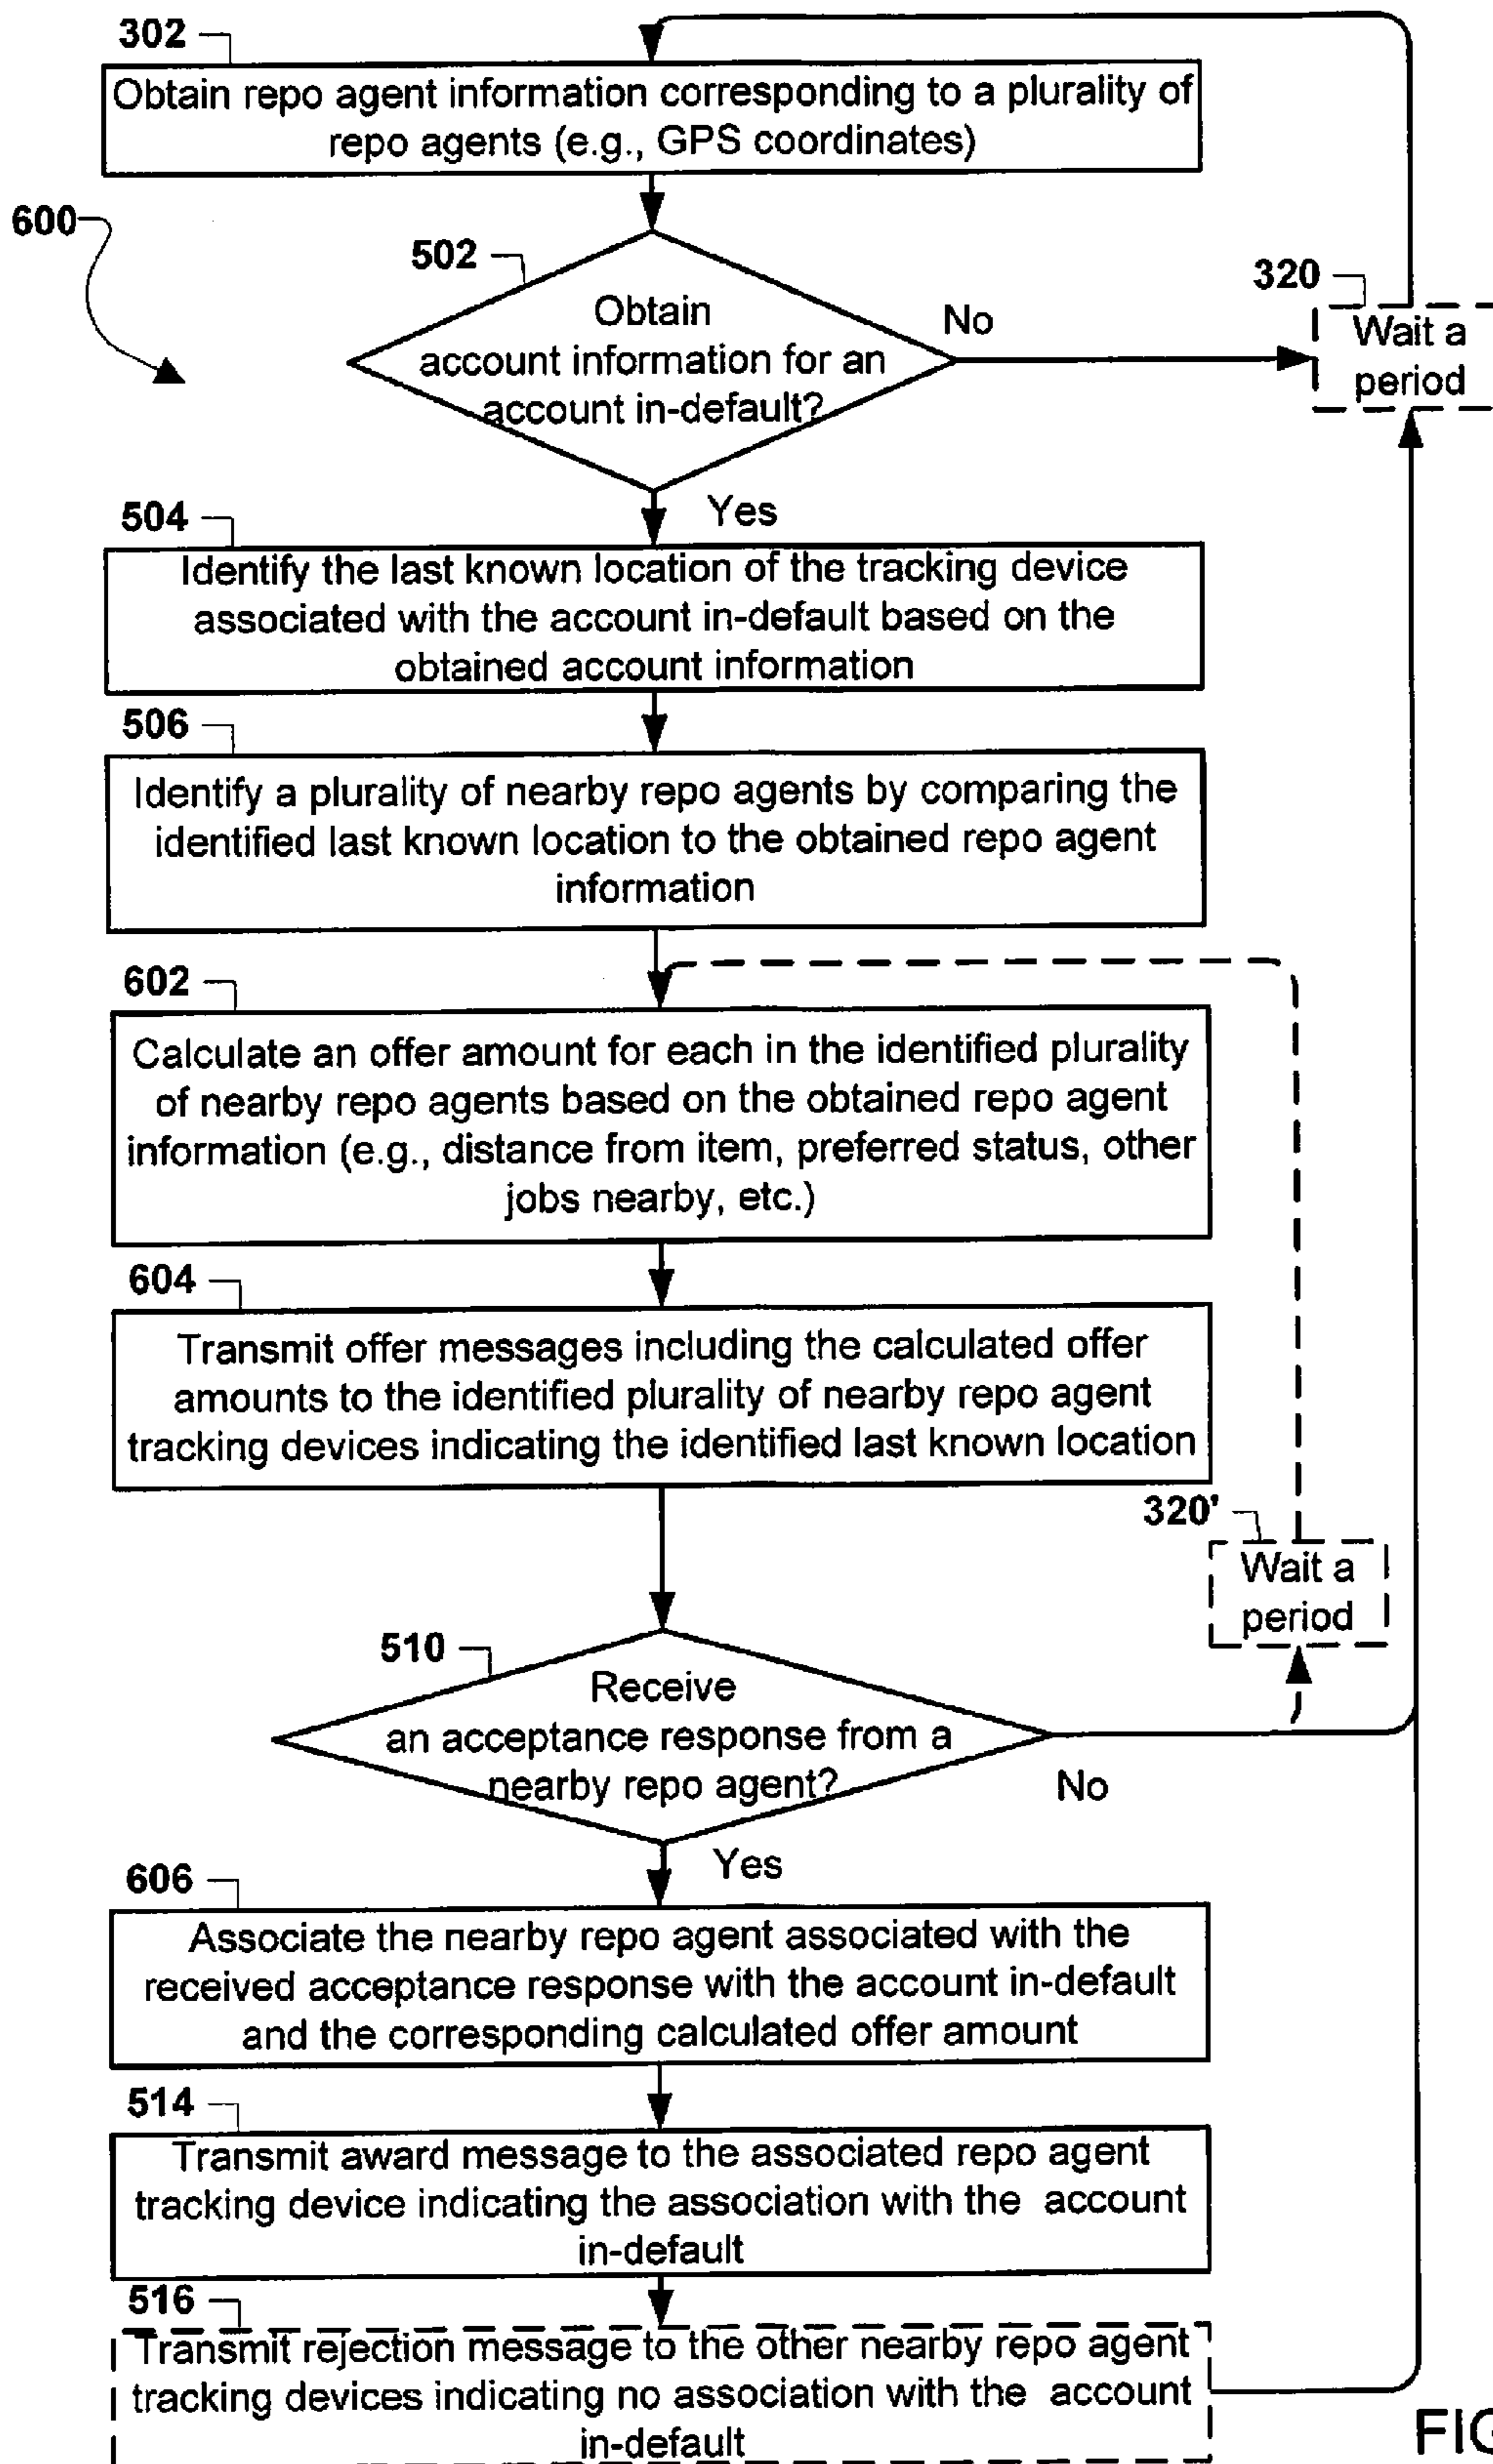 302
Obtain repo agent information corresponding to a plurality of
repo agents (e.g., GPS coordinates)
600
502
Obtain
account information for an
account in-default?
No
320
Wait a
period
Yes
504
Identify the last known location of the tracking device
associated with the account in-default based on the
obtained account information
506
Identify a plurality of nearby repo agents by comparing the
identified last known location to the obtained repo agent
information
602
Calculate an offer amount for each in the identified plurality
of nearby repo agents based on the obtained repo agent
information (e.g., distance from item, preferred status, other
jobs nearby, etc.)
604
Transmit offer messages including the calculated offer
amounts to the identified plurality of nearby repo agent
tracking devices indicating the identified last known location
320'
Wait a
period
510
Receive
an acceptance response from a
nearby repo agent?
No
Yes
606
Associate the nearby repo agent associated with the
received acceptance response with the account in-default
and the corresponding calculated offer amount
514
Transmit award message to the associated repo agent
tracking device indicating the association with the account
in-default
516
Transmit rejection message to the other nearby repo agent
tracking devices indicating no association with the account
in-default